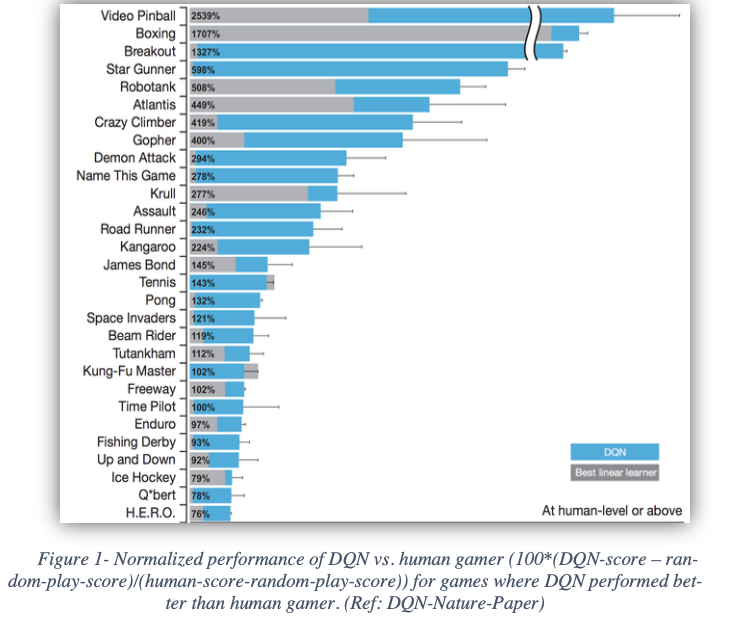 Video Pinball 2539%
Boxing 1707%
Breakout 1327%
Star Gunner 598%
Robotank 508%
Atlantis 449%
Crazy Climber 419%
Gopher 400%
Demon Attack 294%
Name This Game 278%
Krull 277%
Assault 246%
Road Runner 232%
Kangaroo 224%
James Bond 145%
Tennis 143%
Pong 132%
Space Invaders 121%
Beam Rider 119%
Tutankham 112%
Kung-Fu Master 102%
Freeway 102%
Time Pilot 100%
Enduro 97%
Fishing Derby 93%
Up and Down 92%
Ice Hockey 79%
Q*bert 78%
H.E.R.O. 76%
DQN
Best linear learner
At human-level or above
Figure 1- Normalized performance of DQN vs. human gamer (100*(DQN-score – ran-
dom-play-score)/(human-score-random-play-score)) for games where DQN performed bet-
ter than human gamer. (Ref: DQN-Nature-Paper)